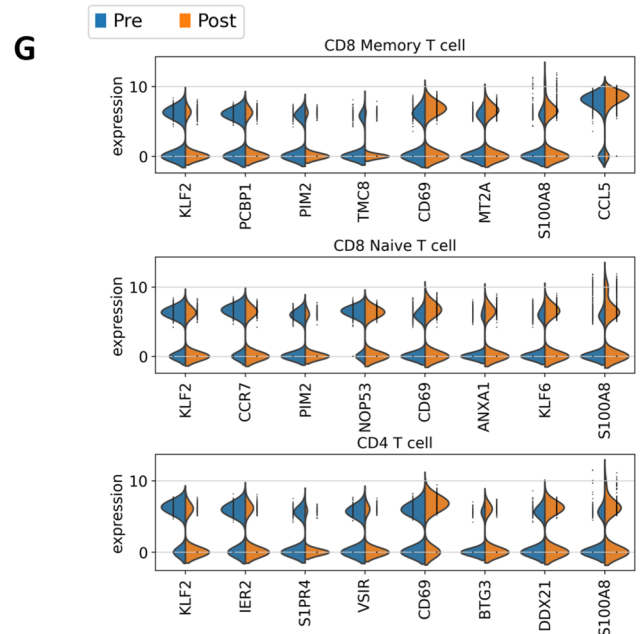 Pre Post
G
CD8 Memory T cell
expression
10
0
KLF2 PCBP1 PIM2 TMC8 CD69 MT2A S100A8 CCL5
CD8 Naive T cell
expression
10
0
KLF2 CCR7 PIM2 NOP53 CD69 ANXA1 KLF6 S100A8
CD4 T cell
expression
10
0
KLF2 IER2 S1PR4 VSIR CD69 BTG3 DDX21 S100A8